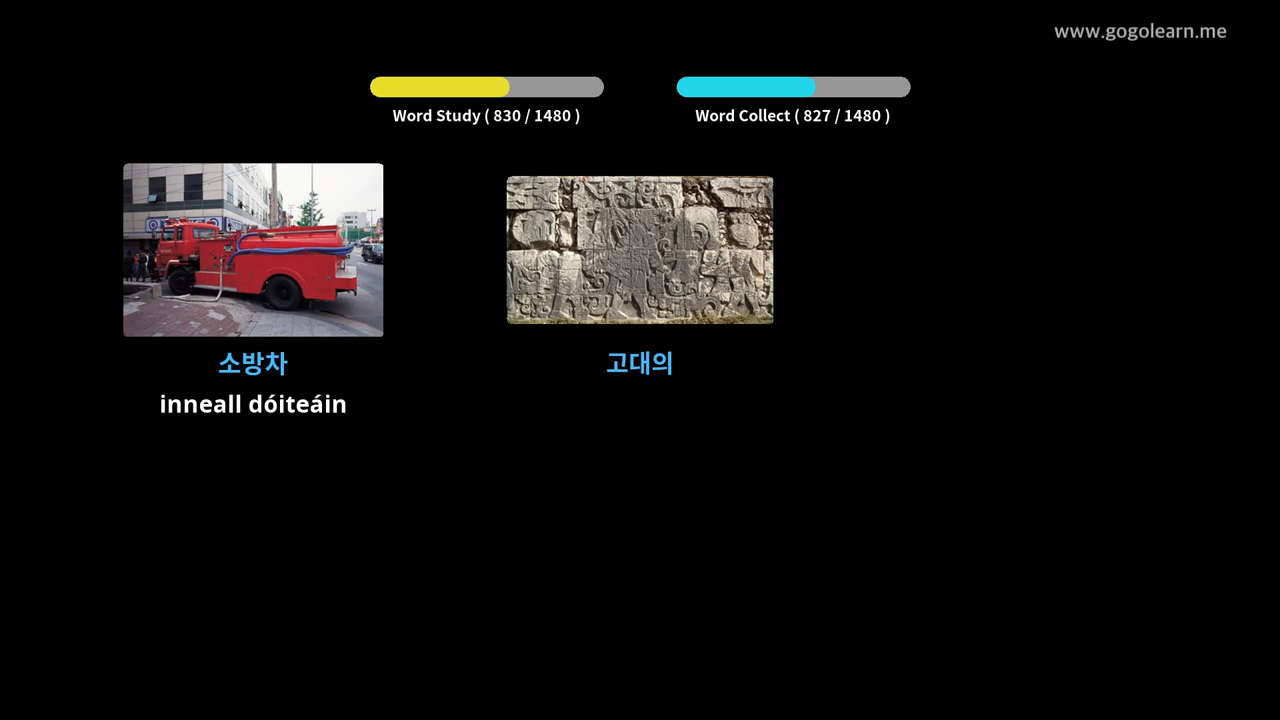 www.gogolearn.me
Word Study ( 830 / 1480 )
Word Collect ( 827 / 1480 )
소방차
고대의
inneall dóiteáin